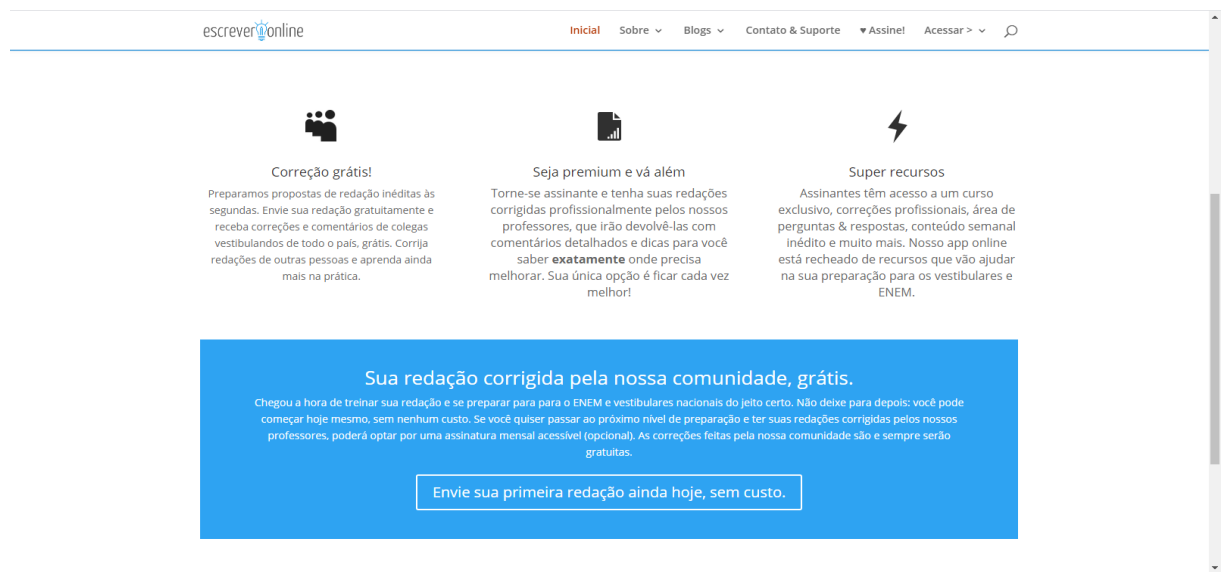 escrever online
Inicial Sobre Blogs Contato & Suporte ♥ Assine! Acessar >
Correção grátis!
Preparamos propostas de redação inéditas às
segundas. Envie sua redação gratuitamente e
receba correções e comentários de colegas
vestibulandos de todo o país, grátis. Corrija
redações de outras pessoas e aprenda ainda
mais na prática.
Seja premium e vá além
Torne-se assinante e tenha suas redações
corrigidas profissionalmente pelos nossos
professores, que irão devolvê-las com
comentários detalhados e dicas para você
saber exatamente onde precisa
melhorar. Sua única opção é ficar cada vez
melhor!
Super recursos
Assinantes têm acesso a um curso
exclusivo, correções profissionais, área de
perguntas & respostas, conteúdo semanal
inédito e muito mais. Nosso app online
está recheado de recursos que vão ajudar
na sua preparação para os vestibulares e
ENEM.
Sua redação corrigida pela nossa comunidade, grátis.
Chegou a hora de treinar sua redação e se preparar para para o ENEM e vestibulares nacionais do jeito certo. Não deixe para depois: você pode
começar hoje mesmo, sem nenhum custo. Se você quiser passar ao próximo nível de preparação e ter suas redações corrigidas pelos nossos
professores, poderá optar por uma assinatura mensal acessível (opcional). As correções feitas pela nossa comunidade são e sempre serão
gratuitas.
Envie sua primeira redação ainda hoje, sem custo.